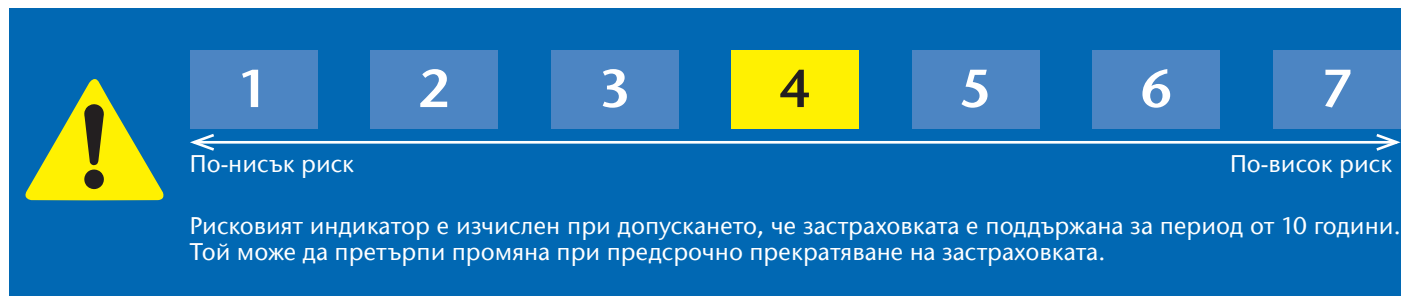 1 2 3 4 5 6 7
По-нисък риск По-висок риск
Рисковият индикатор е изчислен при допускането, че застраховката е поддържана за период от 10 години.
Той може да претърпи промяна при предсрочно прекратяване на застраховката.